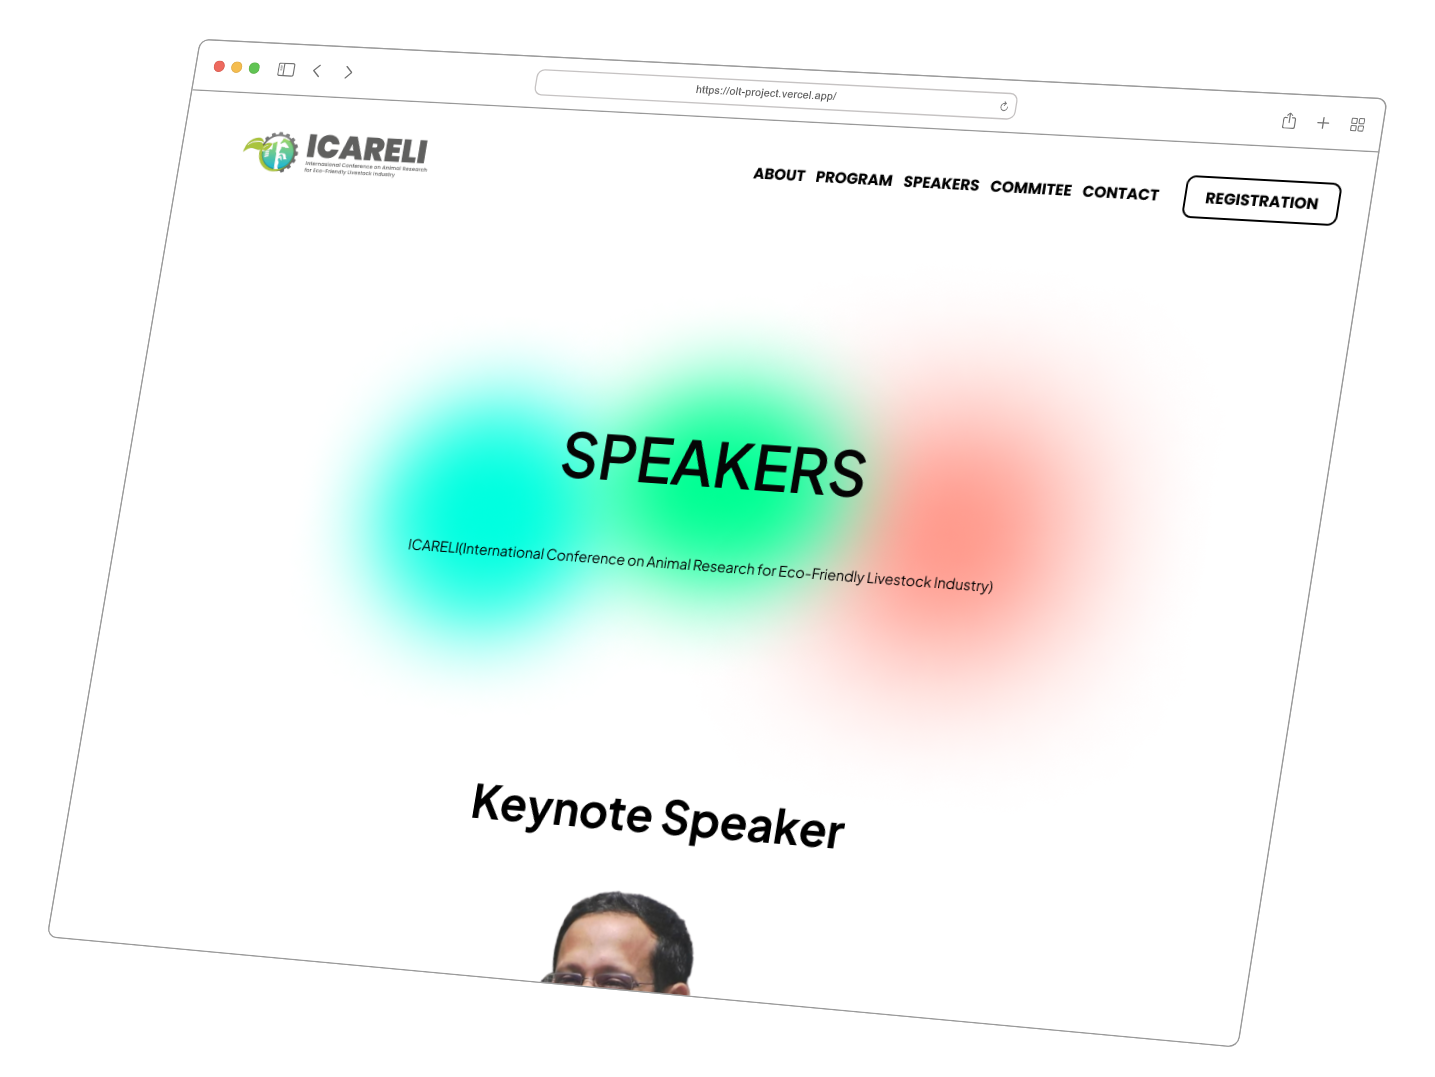 https://olt-project.vercel.app/
ICARELI
International Conference on Animal Research
for Eco-Friendly Livestock Industry
ABOUT PROGRAM SPEAKERS COMMITEE CONTACT REGISTRATION
SPEAKERS
ICARELI(International Conference on Animal Research for Eco-Friendly Livestock Industry)
Keynote Speaker